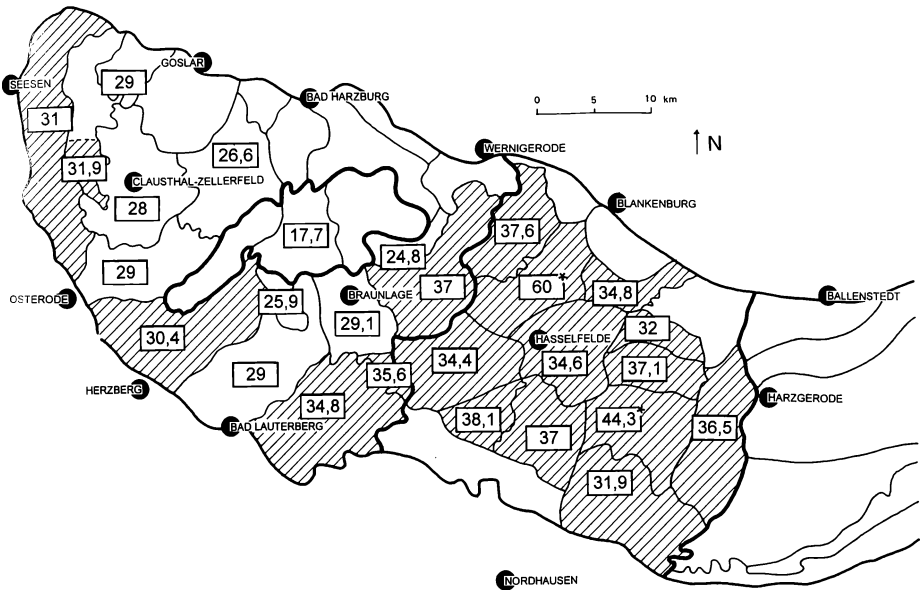 GOSLAR
29
SEESEN
BAD HARZBURG
0 5 10 km
31
N
WERNIGERODE
26,6
31,9
CLAUSTHAL-ZELLERFELD
28
BLANKENBURG
17,7
37,6
24,8
29
37
60*
34,8
BRAUNLAGE
OSTERODE
25,9
BALLENSTEDT
29,1
32
30,4
HASSELFELDE
34,4
34,6
37,1
29
35,6
HERZBERG
HARZGERODE
34,8
38,1
44,3*
36,5
BAD LAUTERBERG
37
31,9
NORDHAUSEN